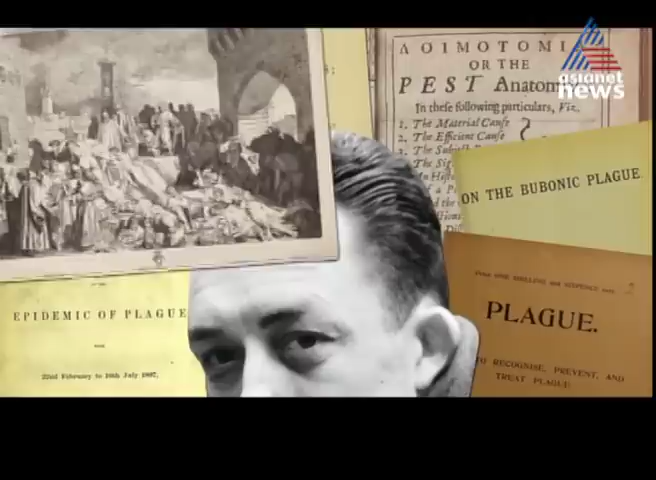 ΛΟΙΜΟΤΟΜΙ
OR THE
PEST Anatom
In these following particulars, Viz.
1. The Material Cause
2. The Efficient Cause
3. The
asianet
news
ON THE BUBONIC PLAGUE.
EPIDEMIC OF PLAGUE
22nd February to
July 1897,
PLAGUE.
TO RECOGNISE, PREVENT, AND
TREAT PLAGUE